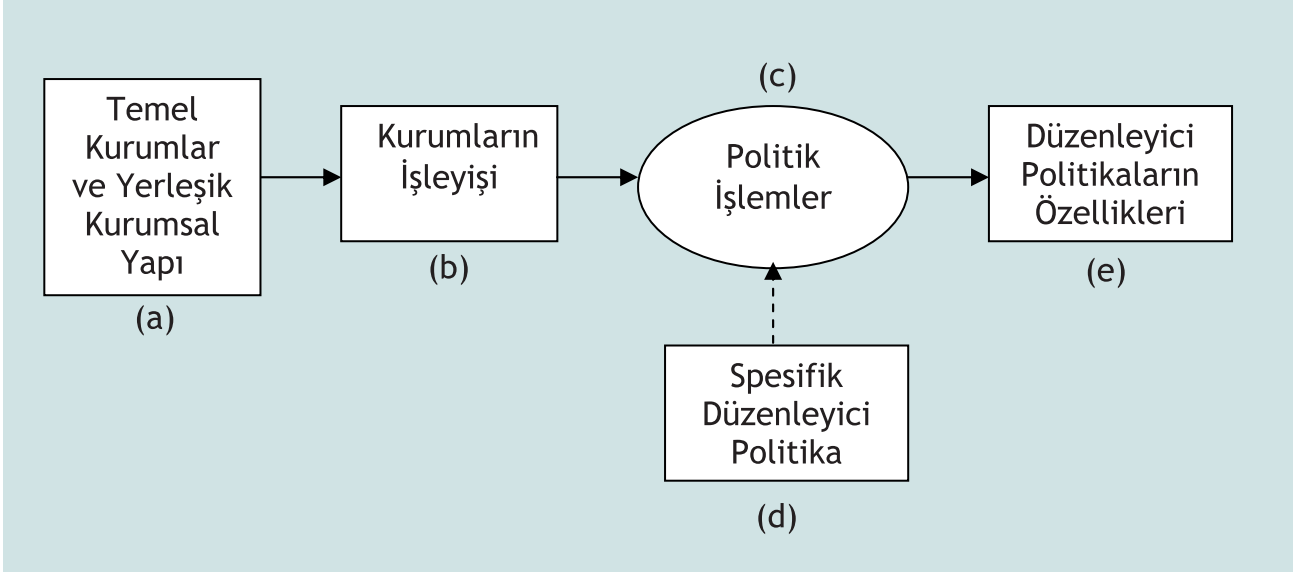 Temel
Kurumlar
ve Yerleşik
Kurumsal
Yapı
(a)
Kurumların
İşleyişi
(b)
(c)
Politik
İşlemler
Düzenleyici
Politikaların
Özellikleri
(e)
Spesifik
Düzenleyici
Politika
(d)